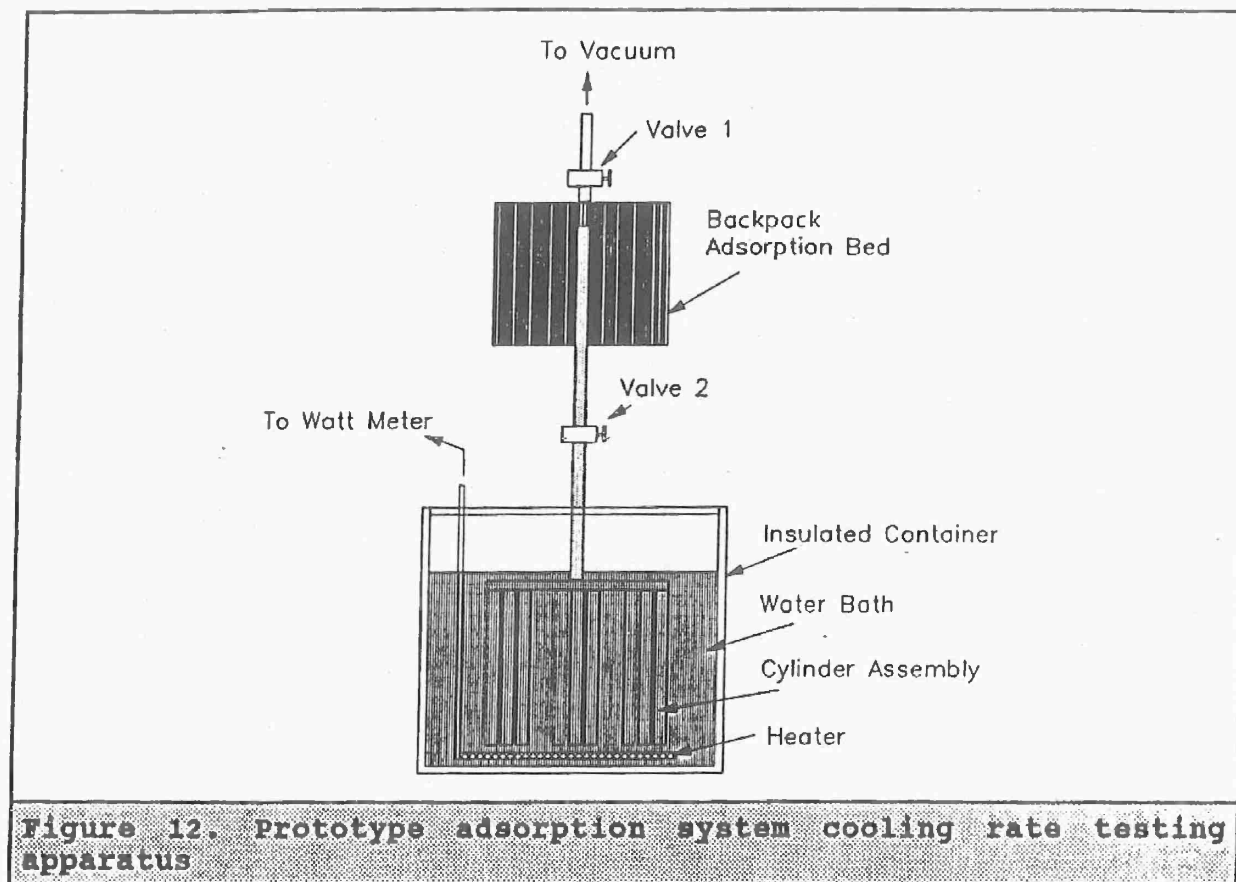 To Vacuum
Valve 1
Backpack
Adsorption Bed
Valve 2
To Watt Meter
Insulated Container
Water Bath
Cylinder Assembly
Heater
Figure 12. Prototype adsorption system cooling rate testing
apparatus